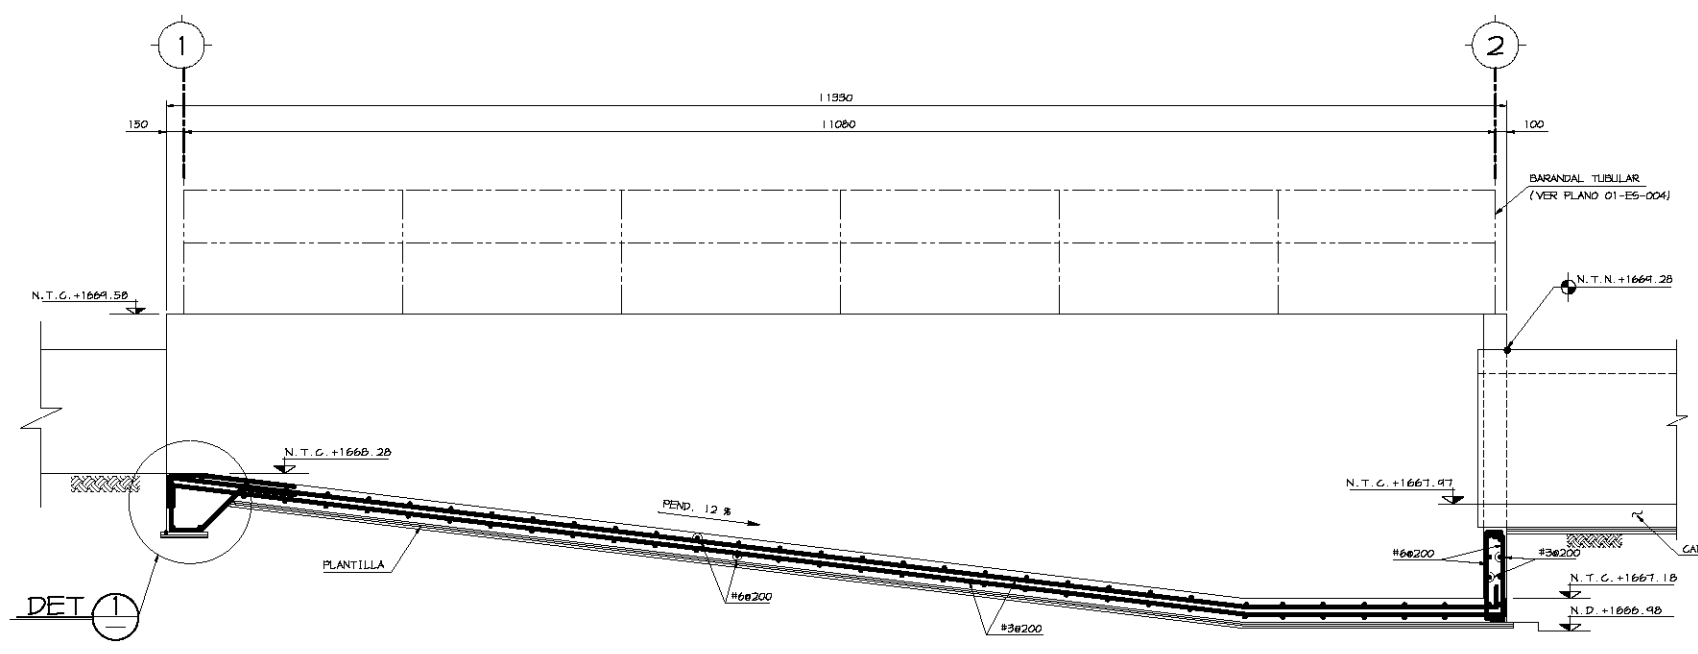 1
2
11330
150
11080
100
BARANDAL TUBULAR
(VER PLANO 01-ES-004)
N.T.C.+1669.58
N.T.N.+1669.28
N.T.C.+1668.28
N.T.C.+1667.97
PEND. 12 %
PLANTILLA
#6@200
#3@200
#6@200
#3@200
CA
N.T.C.+1667.18
N.D.+1666.98
DET 1